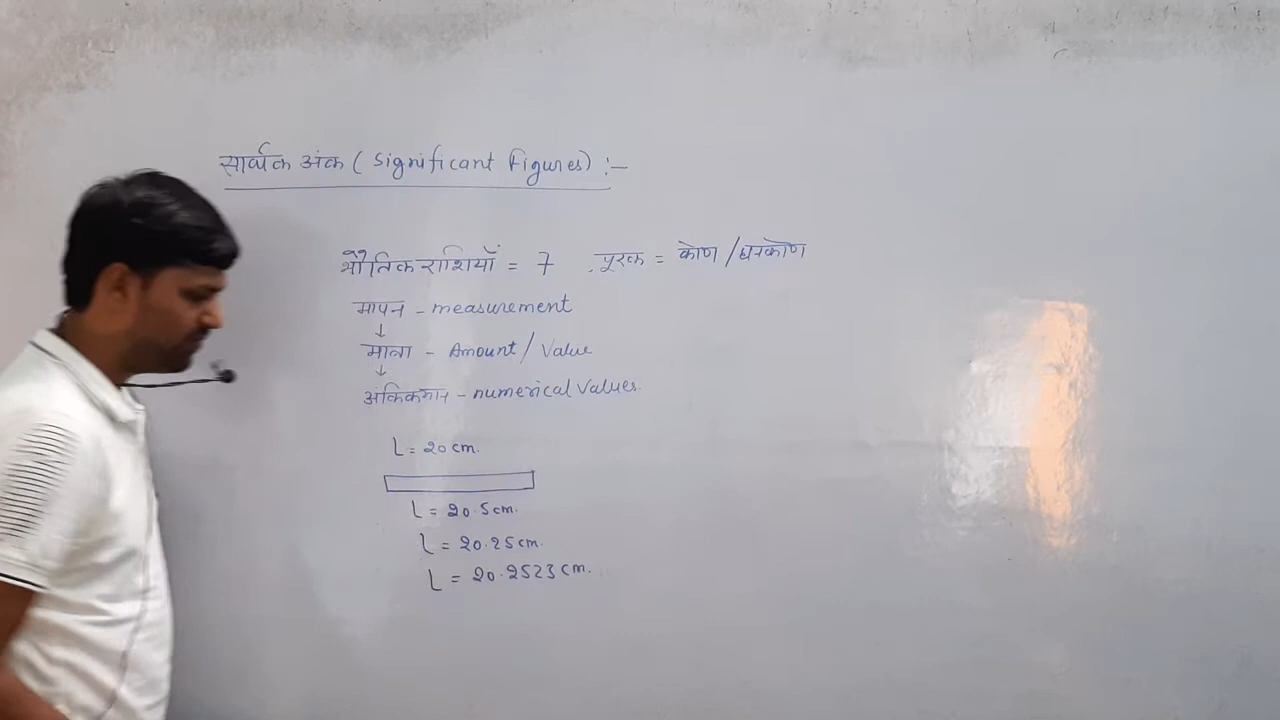 सार्थक अंक ( Significant Figures) :-
भौतिक राशियाँ = 7 , पूरक = कोण / घनकोण
मापन - measurement
↓
मात्रा - Amount / Value
↓
अंकिकमान - numerical values.
L = 20 cm.
L = 20.5 cm.
L = 20.25 cm.
L = 20.2523 cm.